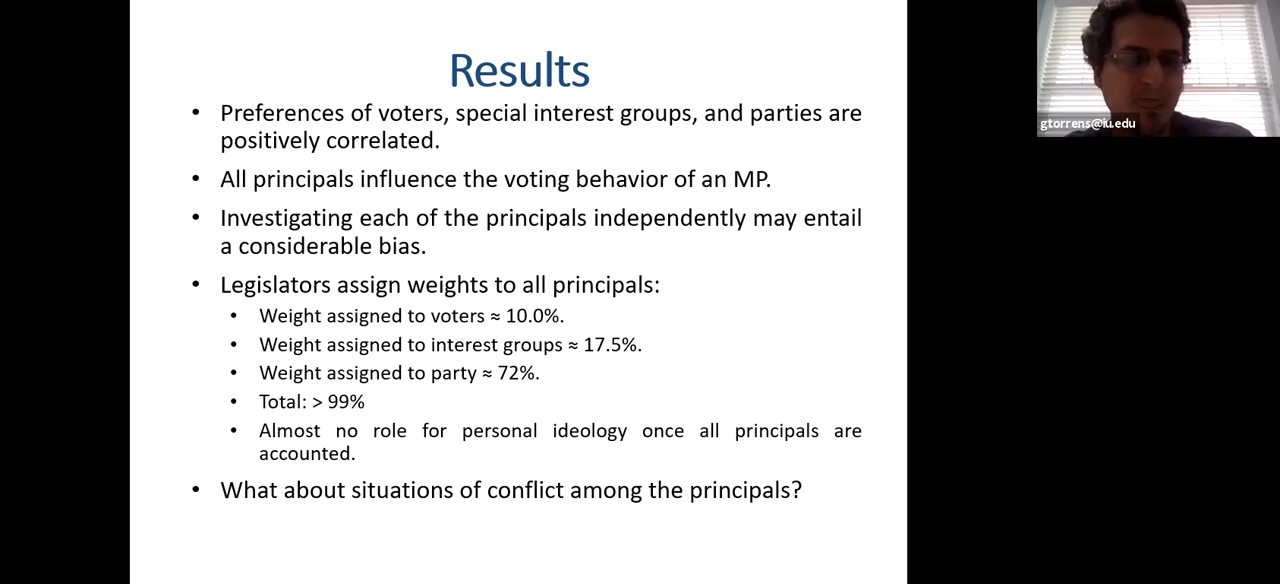 Results
• Preferences of voters, special interest groups, and parties are
positively correlated.
• All principals influence the voting behavior of an MP.
• Investigating each of the principals independently may entail
a considerable bias.
• Legislators assign weights to all principals:
• Weight assigned to voters ≈ 10.0%.
• Weight assigned to interest groups ≈ 17.5%.
• Weight assigned to party ≈ 72%.
• Total: > 99%
• Almost no role for personal ideology once all principals are
accounted.
• What about situations of conflict among the principals?
gtorrens@iu.edu